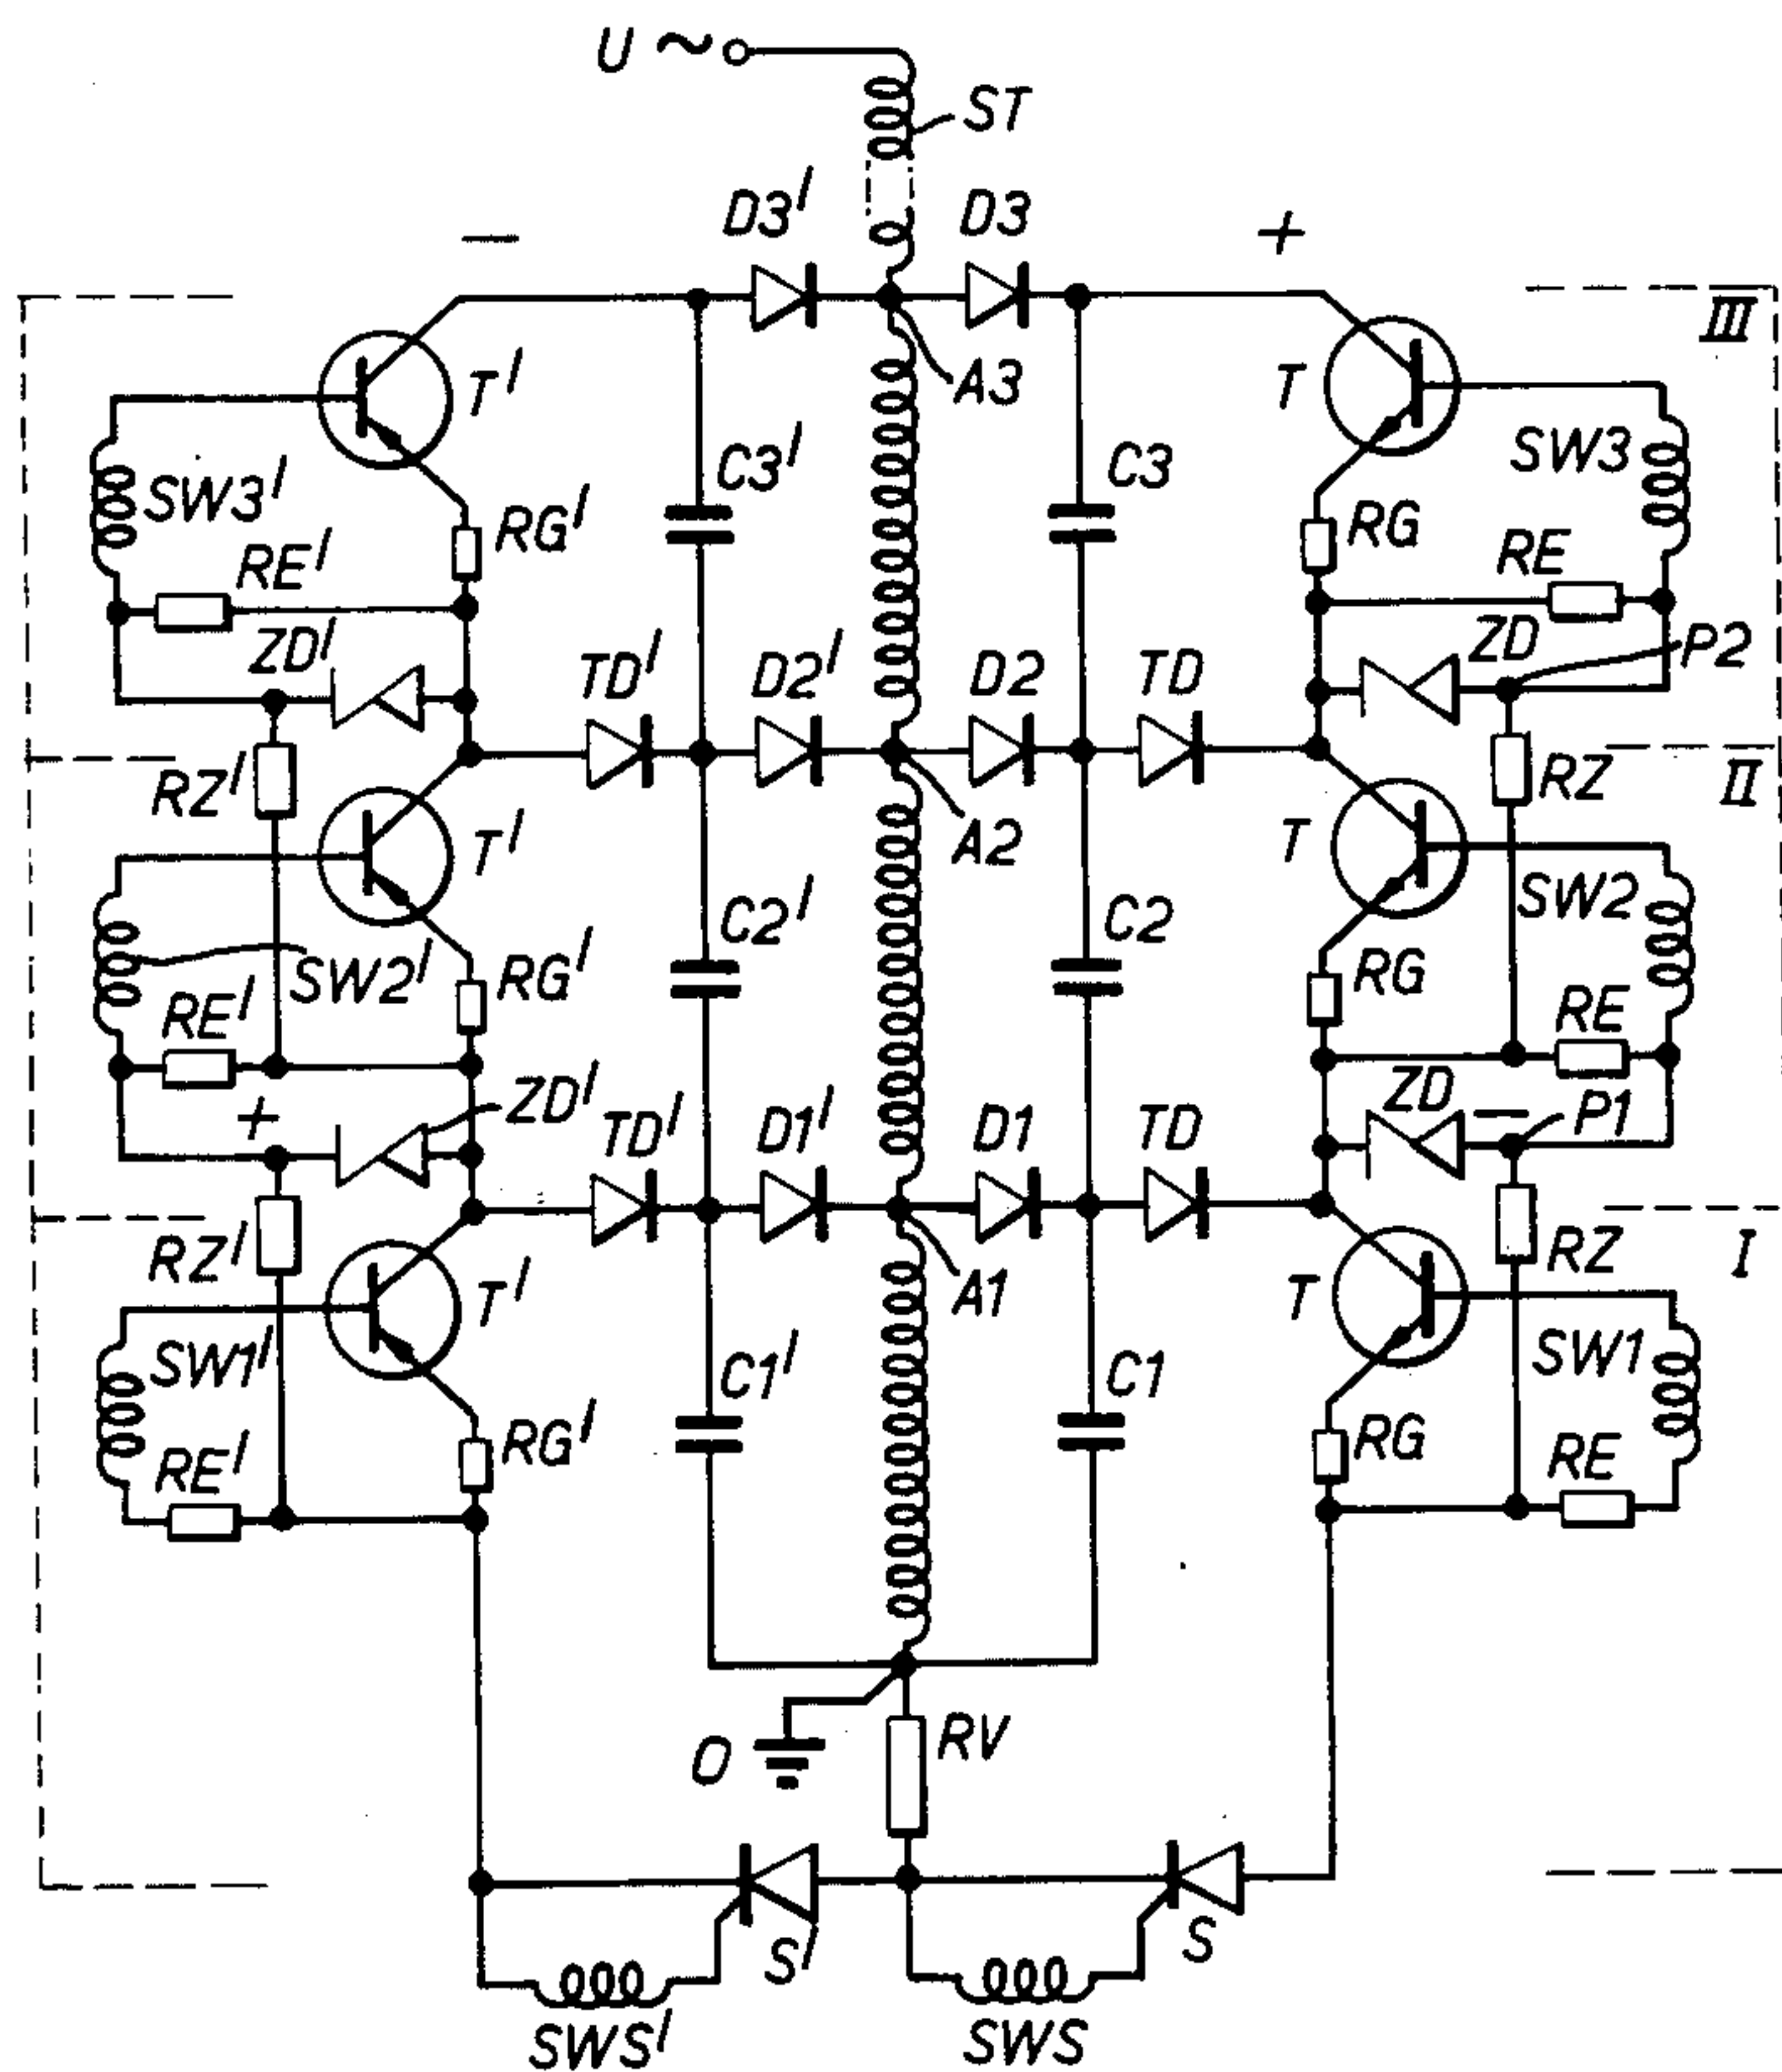 U ~
ST
D3' D3
– +
III
T' A3 T
SW3' C3' C3 SW3
RG' RG
RE' RE
ZD' ZD
TD' D2' D2 TD P2
RZ' RZ II
T' A2 T
C2' C2 SW2
SW2' RG' RG
RE' RE
+ ZD' ZD – P1
TD' D1' D1 TD
RZ' RZ I
T' A1 T
SW1' C1' C1 SW1
RG' RG
RE' RE
O RV
S' S
SWS' SWS